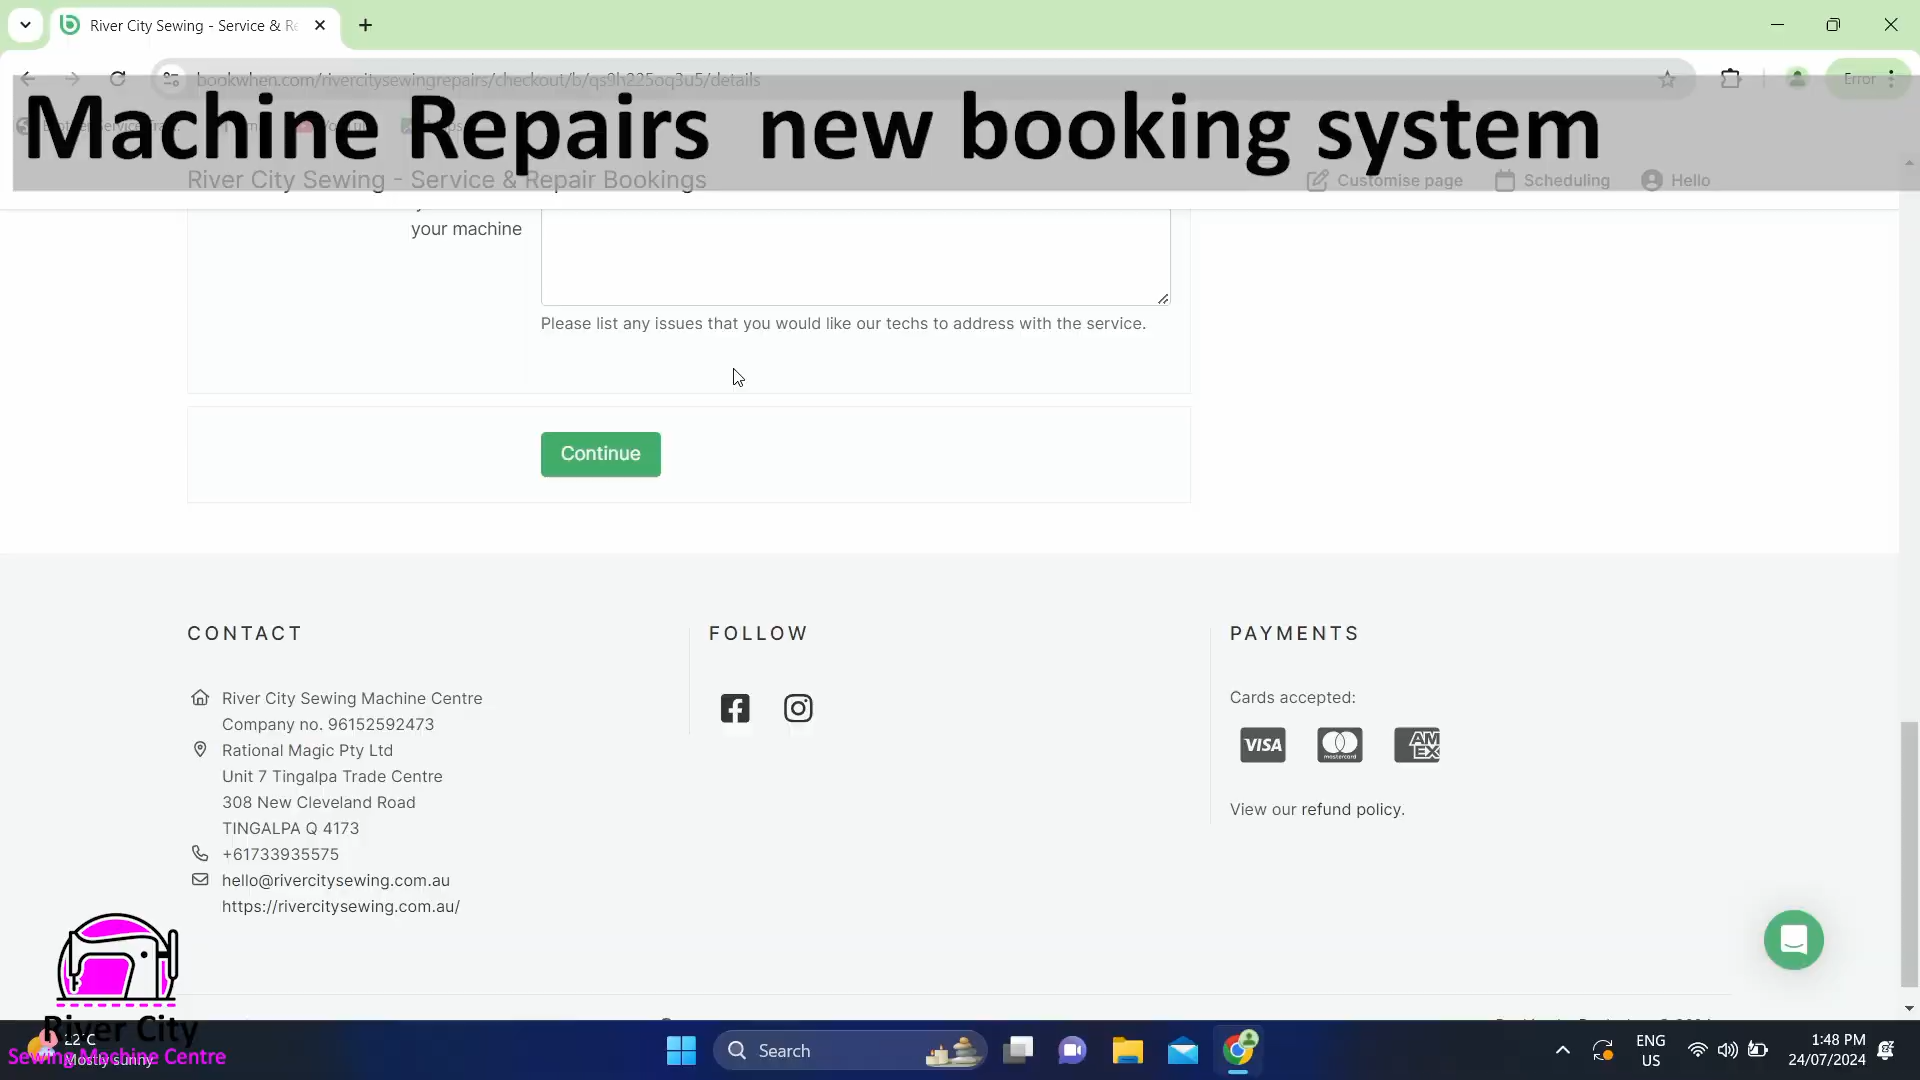 River City Sewing - Service & Re
bookwhen.com/rivercitysewingrepairs/checkout/b/qs9h225oq3u5/details
Error
Machine Repairs new booking system
River City Sewing - Service & Repair Bookings
Customise page
Scheduling
Hello
your machine
Please list any issues that you would like our techs to address with the service.
Continue
CONTACT
River City Sewing Machine Centre
Company no. 96152592473
Rational Magic Pty Ltd
Unit 7 Tingalpa Trade Centre
308 New Cleveland Road
TINGALPA Q 4173
+61733935575
hello@rivercitysewing.com.au
https://rivercitysewing.com.au/
FOLLOW
PAYMENTS
Cards accepted:
VISA
mastercard
AM
EX
View our refund policy.
River City
Sewing Machine Centre
22°C
Mostly sunny
Search
ENG
US
1:48 PM
24/07/2024